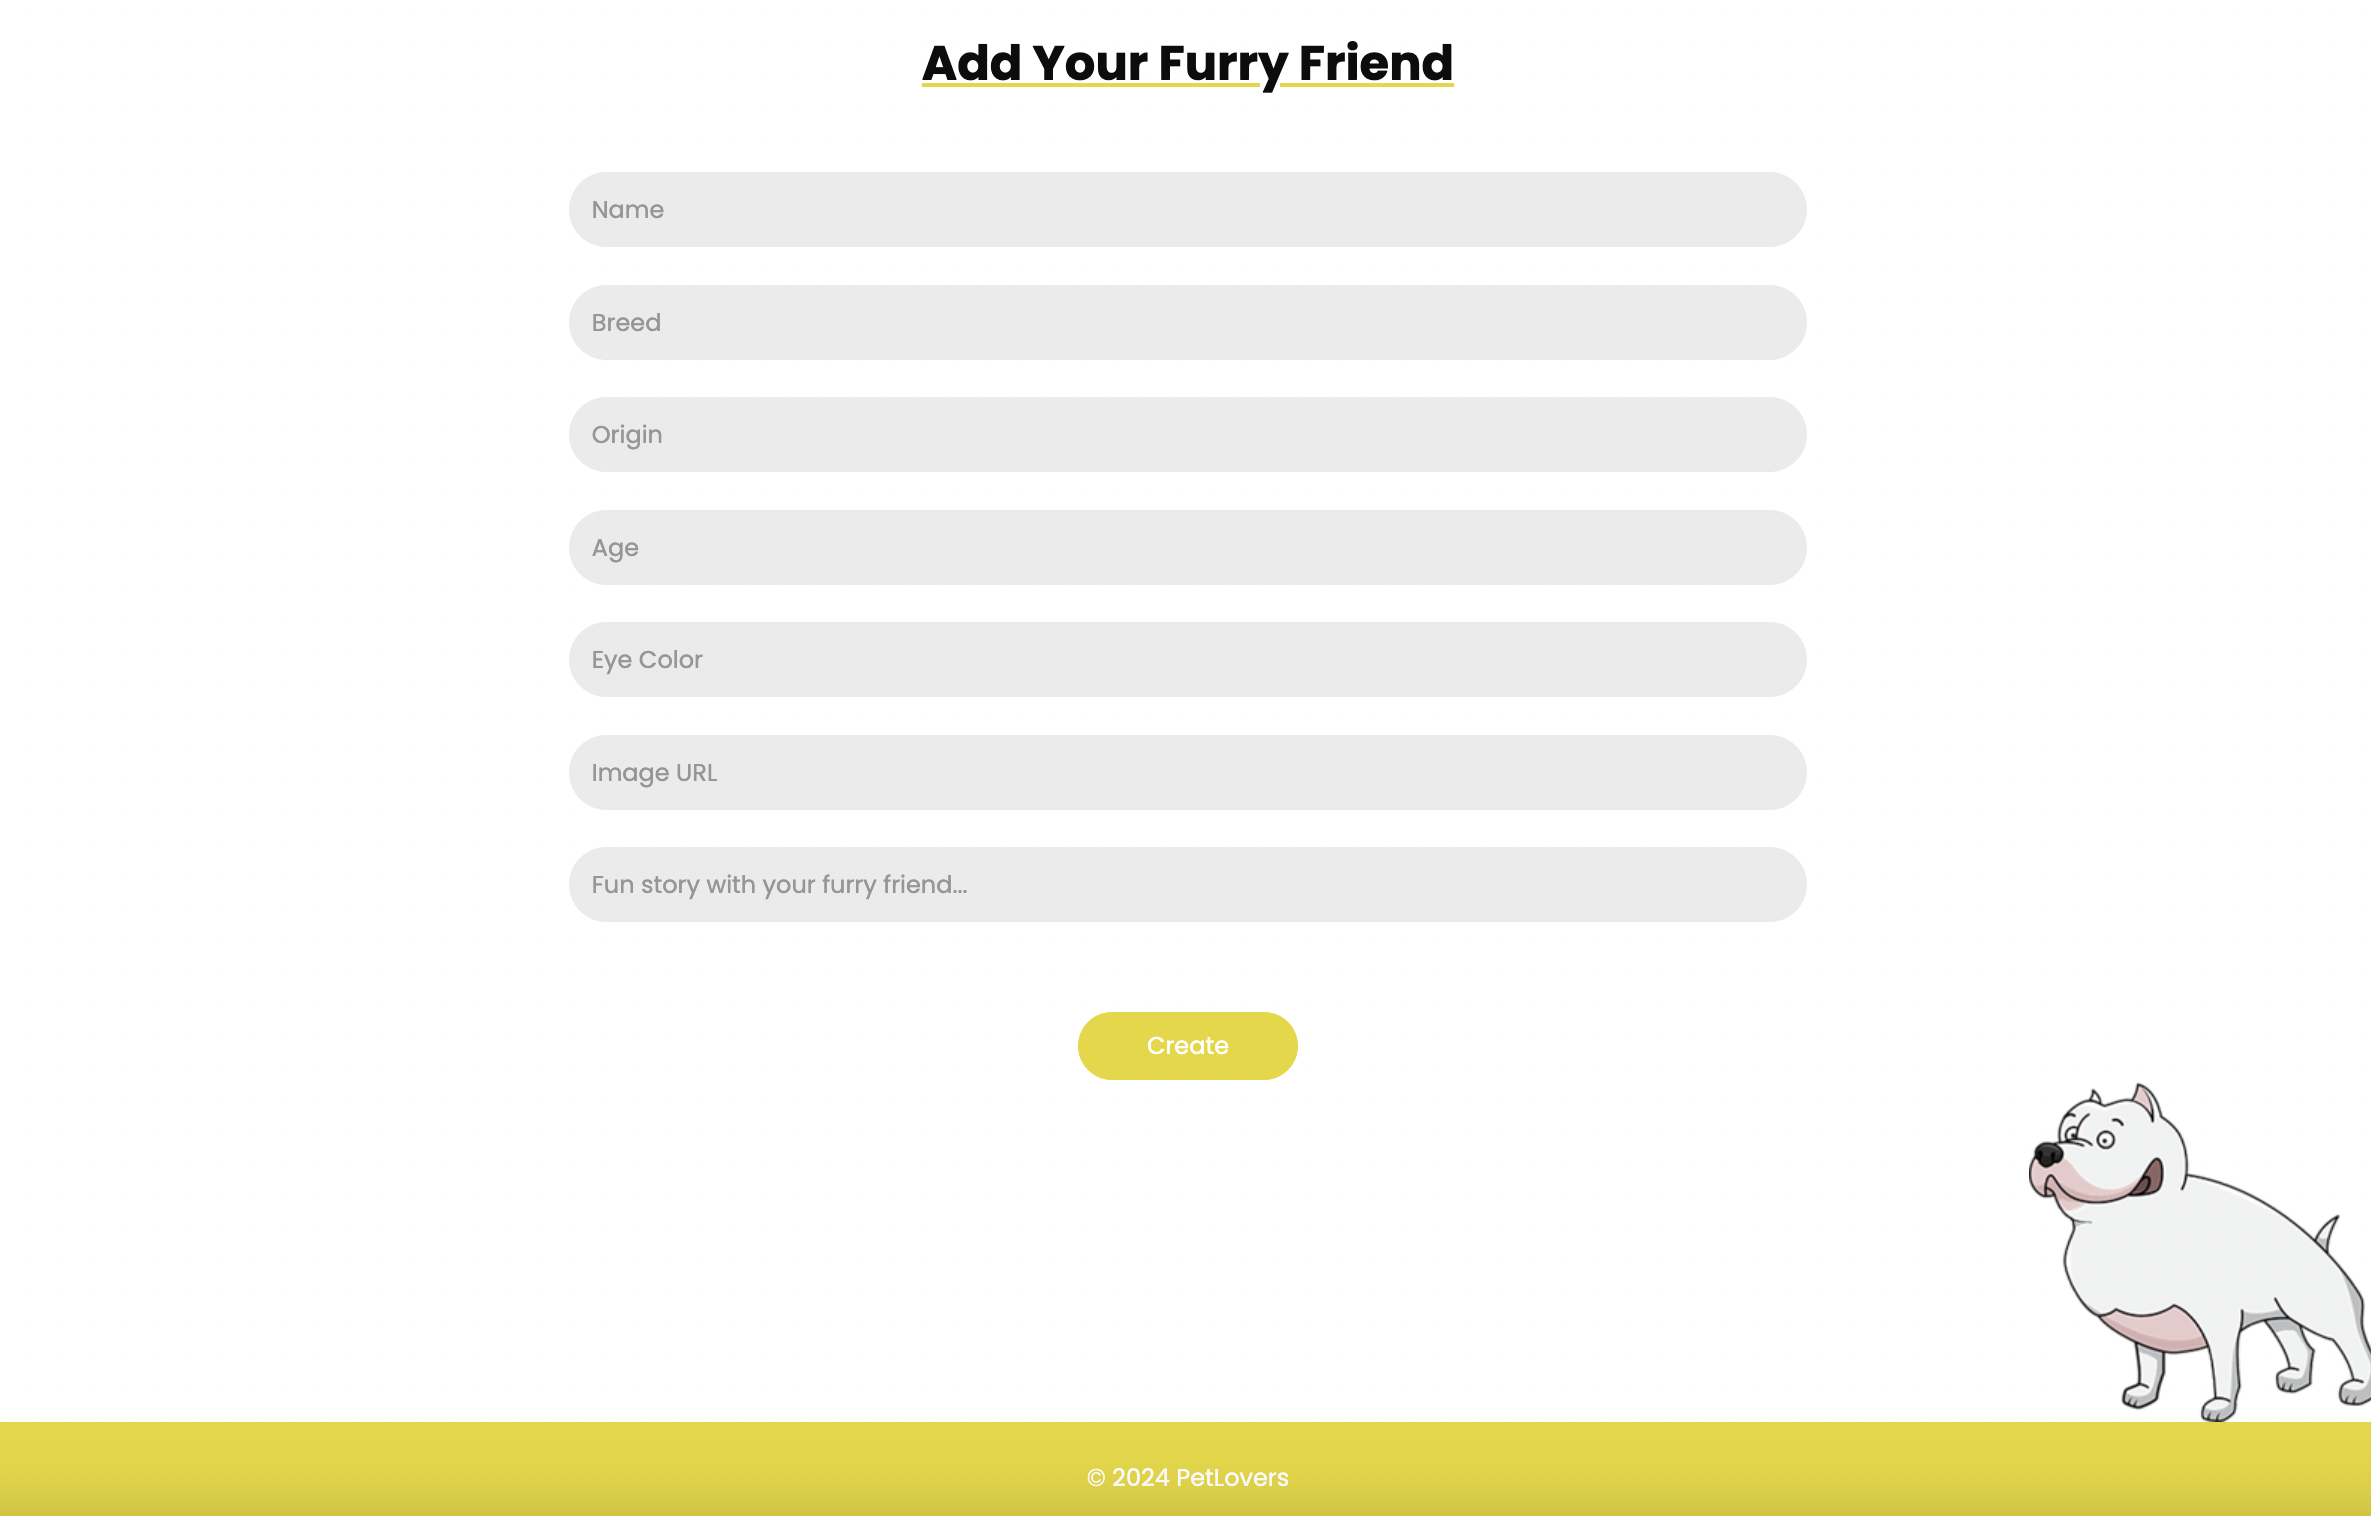 Add Your Furry Friend
Name
Breed
Origin
Age
Eye Color
Image URL
Fun story with your furry friend...
Create
© 2024 PetLovers